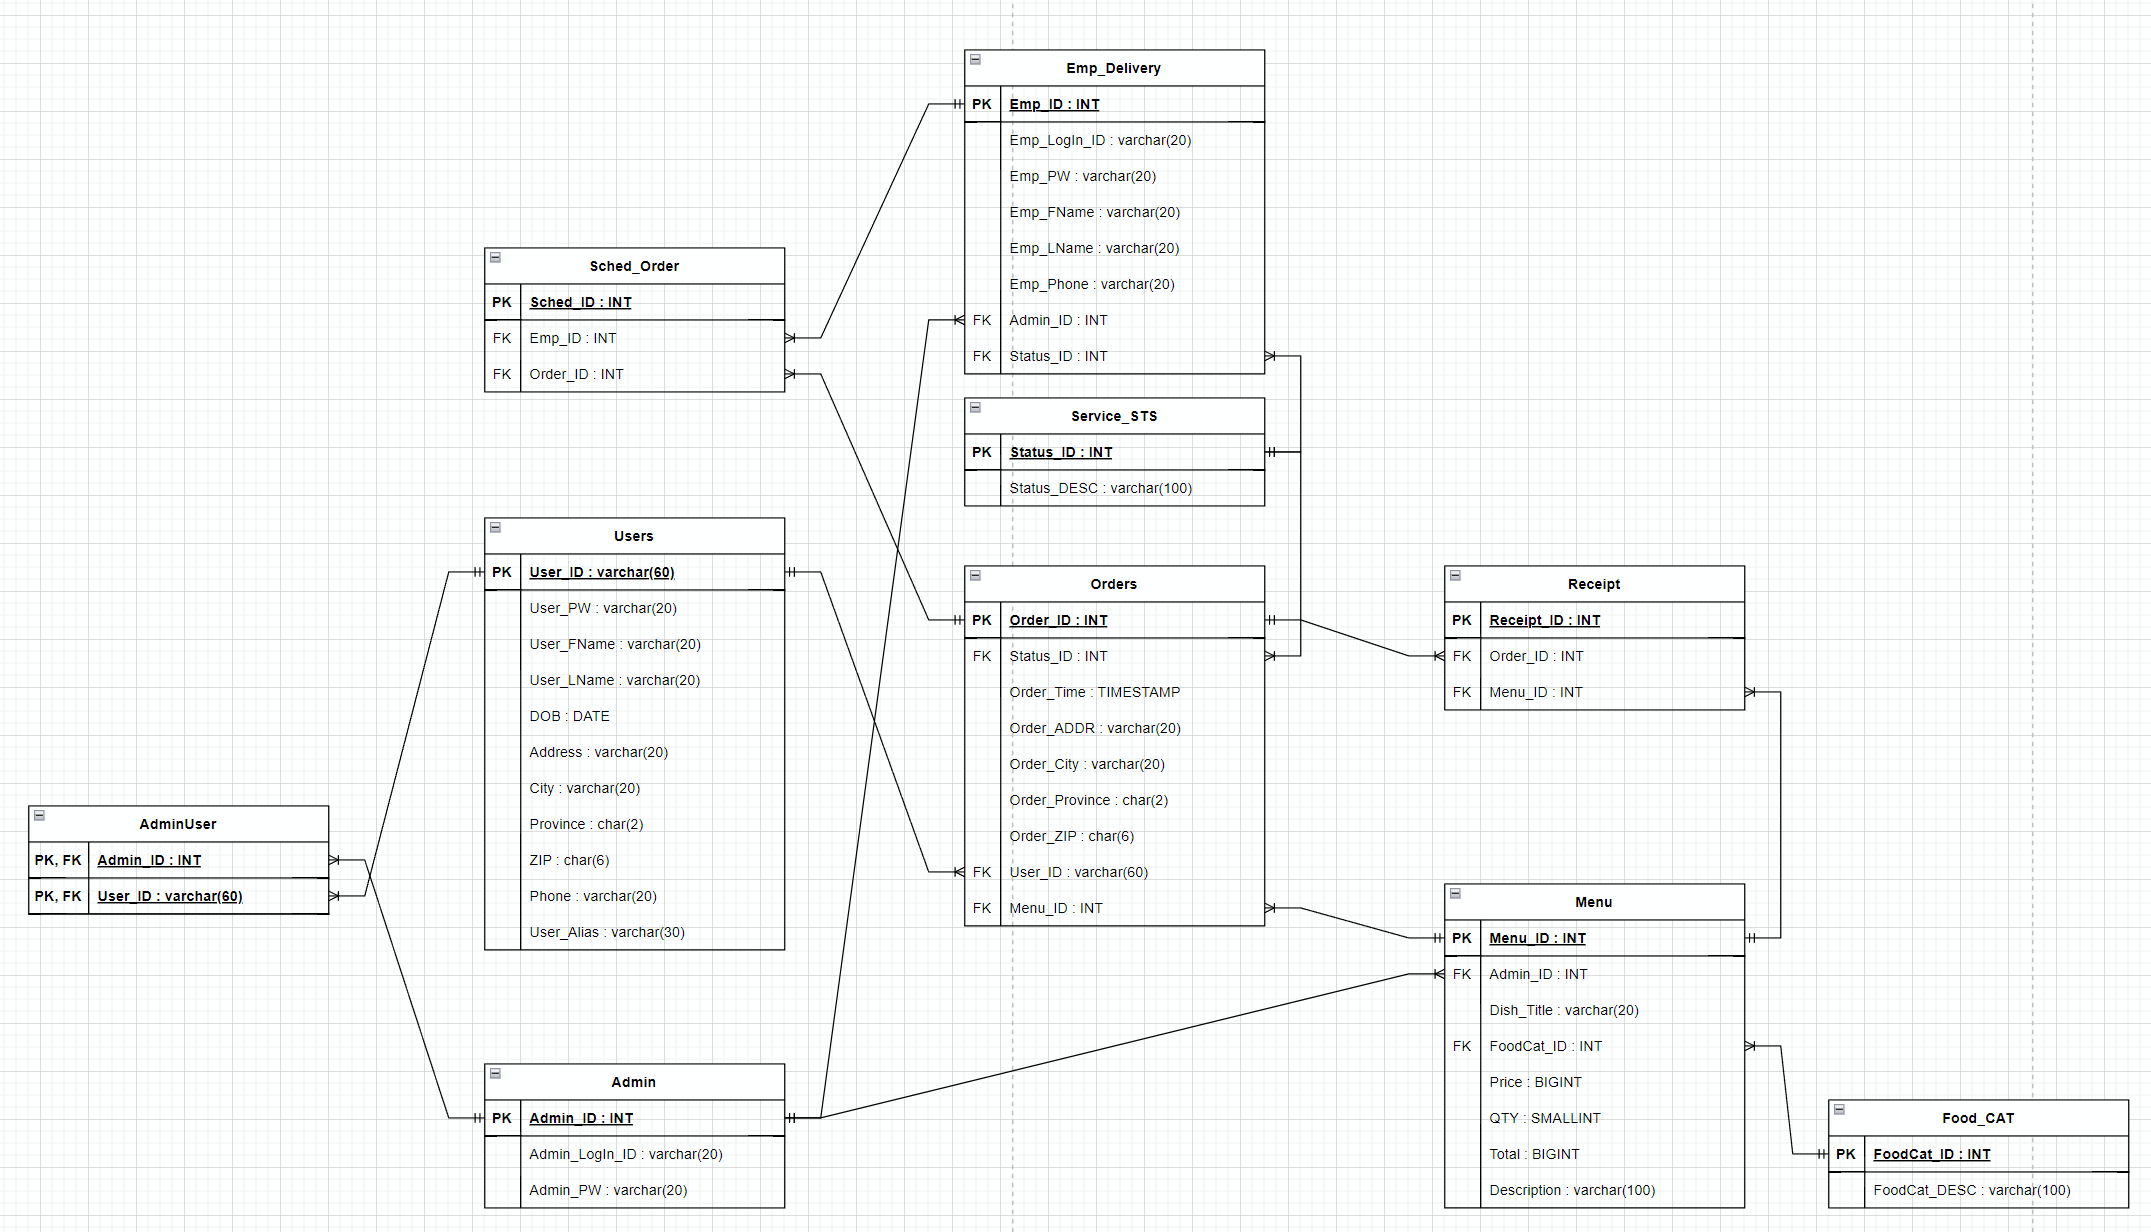 Emp_Delivery
PK Emp_ID : INT
Emp_LogIn_ID : varchar(20)
Emp_PW : varchar(20)
Emp_FName : varchar(20)
Emp_LName : varchar(20)
Emp_Phone : varchar(20)
FK Admin_ID : INT
FK Status_ID : INT
Sched_Order
PK Sched_ID : INT
FK Emp_ID : INT
FK Order_ID : INT
Service_STS
PK Status_ID : INT
Status_DESC : varchar(100)
Users
PK User_ID : varchar(60)
User_PW : varchar(20)
User_FName : varchar(20)
User_LName : varchar(20)
DOB : DATE
Address : varchar(20)
City : varchar(20)
Province : char(2)
ZIP : char(6)
Phone : varchar(20)
User_Alias : varchar(30)
Orders
PK Order_ID : INT
FK Status_ID : INT
Order_Time : TIMESTAMP
Order_ADDR : varchar(20)
Order_City : varchar(20)
Order_Province : char(2)
Order_ZIP : char(6)
FK User_ID : varchar(60)
FK Menu_ID : INT
Receipt
PK Receipt_ID : INT
FK Order_ID : INT
FK Menu_ID : INT
AdminUser
PK, FK Admin_ID : INT
PK, FK User_ID : varchar(60)
Menu
PK Menu_ID : INT
FK Admin_ID : INT
Dish_Title : varchar(20)
FK FoodCat_ID : INT
Price : BIGINT
QTY : SMALLINT
Total : BIGINT
Description : varchar(100)
Admin
PK Admin_ID : INT
Admin_LogIn_ID : varchar(20)
Admin_PW : varchar(20)
Food_CAT
PK FoodCat_ID : INT
FoodCat_DESC : varchar(100)